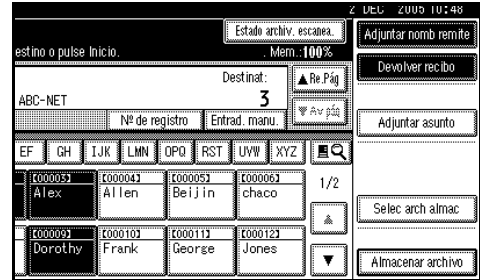 2 DEC 2005 10:48
Estado archiv. escanea.
Adjuntar nomb remite
estino o pulse Inicio.
. Mem.:100%
Devolver recibo
Destinat:
▲Re.Pág
ABC-NET
3
▼Av pág
Nº de registro
Entrad. manu.
Adjuntar asunto
EF
GH
IJK
LMN
OPQ
RST
UVW
XYZ
[00003]
[00004]
[00005]
[00006]
Alex
Allen
Beijin
chaco
1/2
Selec arch almac
[00009]
[00010]
[00011]
[00012]
Dorothy
Frank
George
Jones
Almacenar archivo